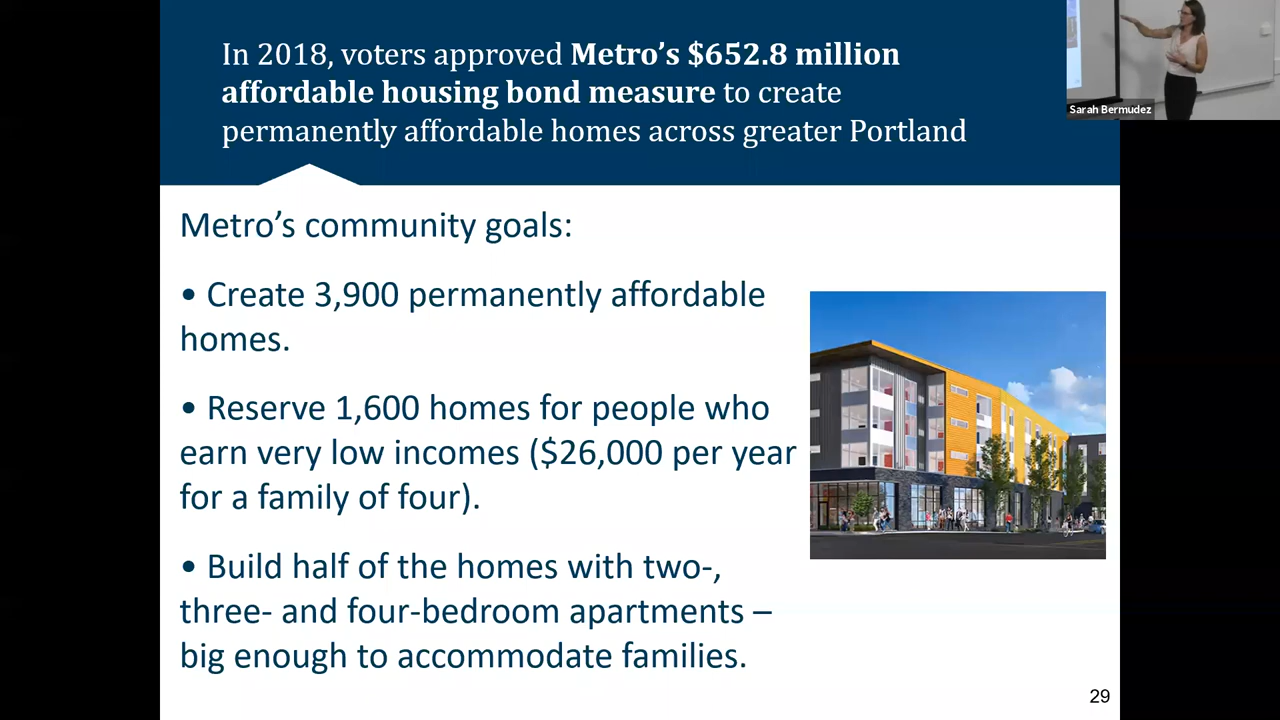 In 2018, voters approved Metro’s $652.8 million
affordable housing bond measure to create
permanently affordable homes across greater Portland
Sarah Bermudez
Metro’s community goals:
• Create 3,900 permanently affordable
homes.
• Reserve 1,600 homes for people who
earn very low incomes ($26,000 per year
for a family of four).
• Build half of the homes with two-,
three- and four-bedroom apartments –
big enough to accommodate families.
29